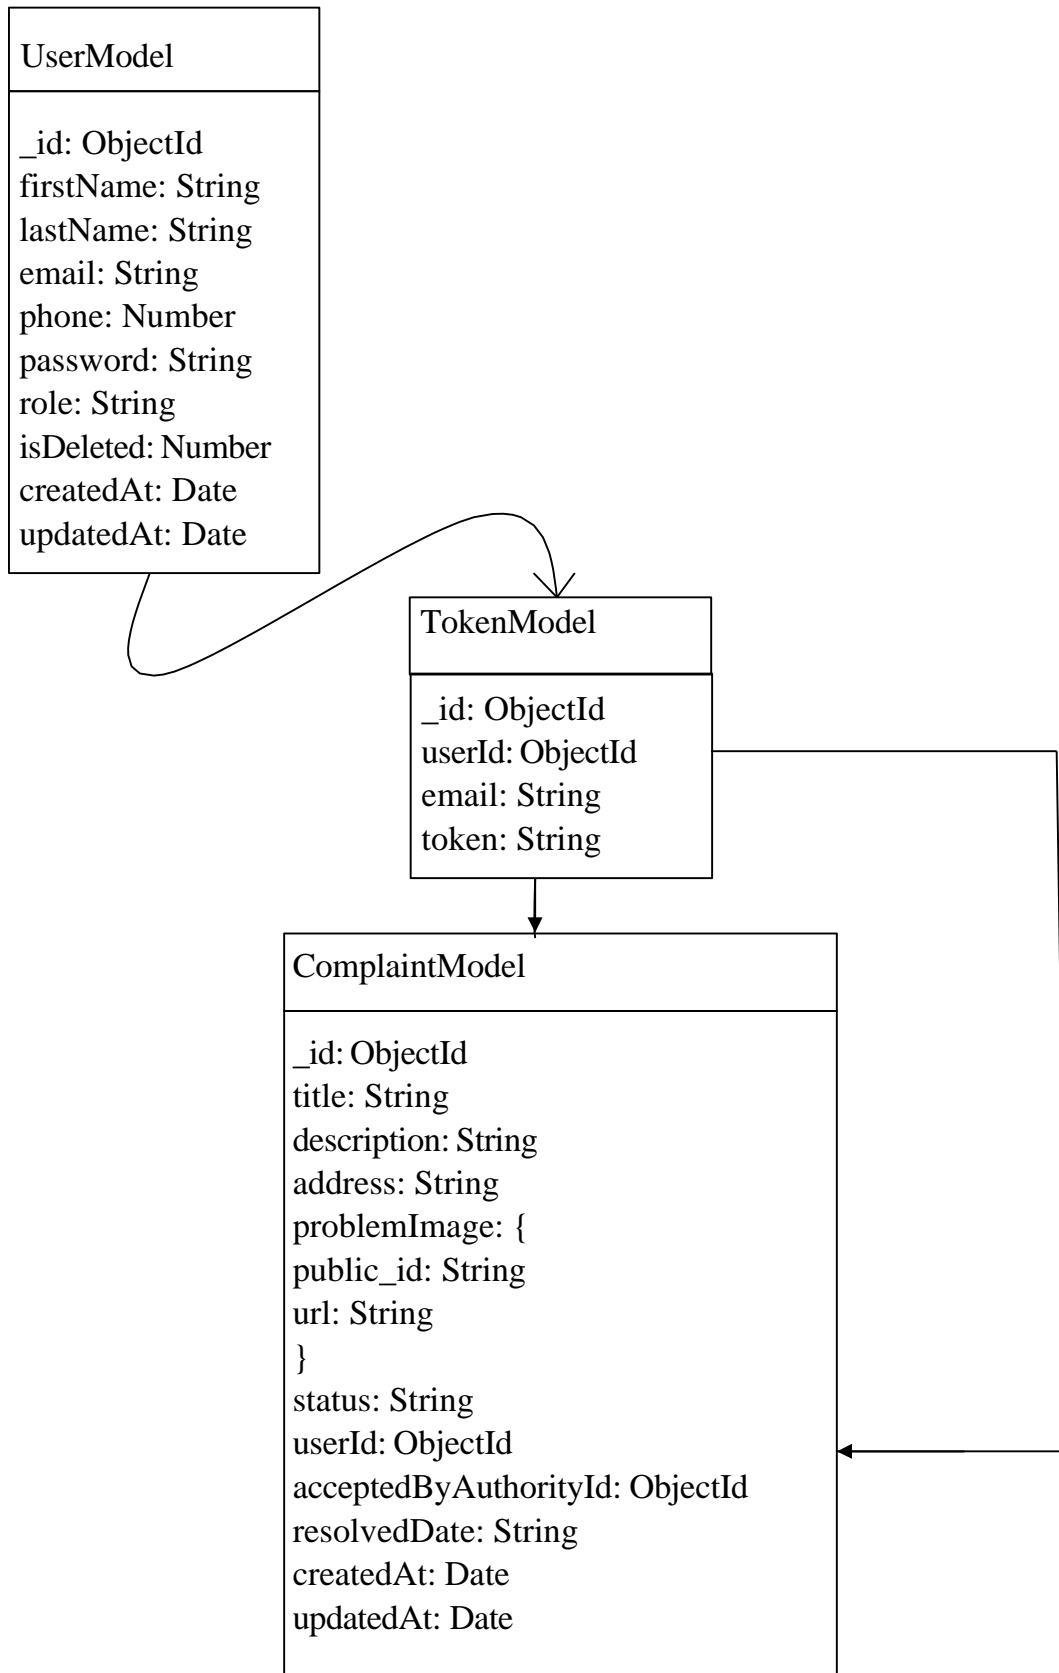 UserModel
_id: ObjectId
firstName: String
lastName: String
email: String
phone: Number
password: String
role: String
isDeleted: Number
createdAt: Date
updatedAt: Date
TokenModel
_id: ObjectId
userId: ObjectId
email: String
token: String
ComplaintModel
_id: ObjectId
title: String
description: String
address: String
problemImage: {
public_id: String
url: String
}
status: String
userId: ObjectId
acceptedByAuthorityId: ObjectId
resolvedDate: String
createdAt: Date
updatedAt: Date